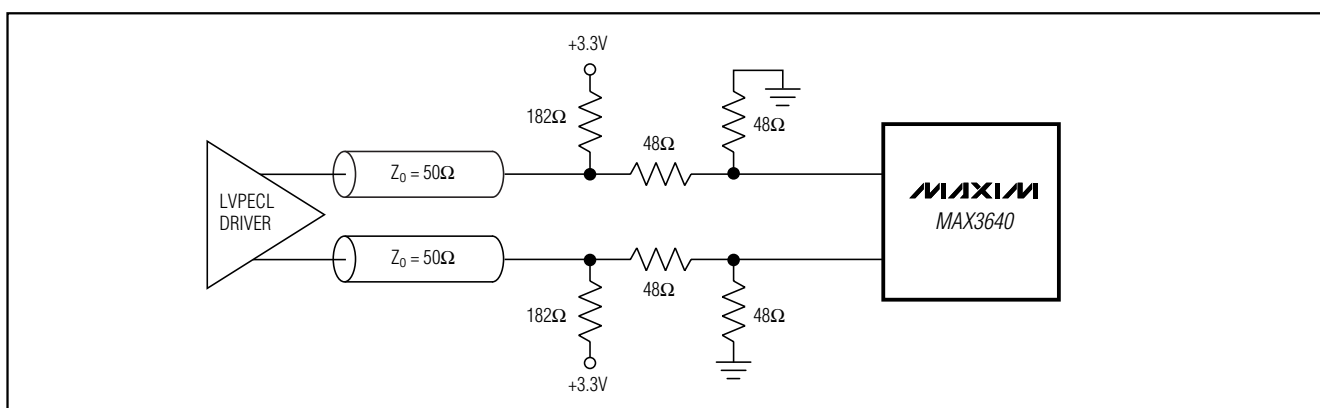 +3.3V
182Ω
48Ω
48Ω
Z0 = 50Ω
LVPECL
DRIVER
MAXIM
MAX3640
Z0 = 50Ω
48Ω
182Ω
48Ω
+3.3V